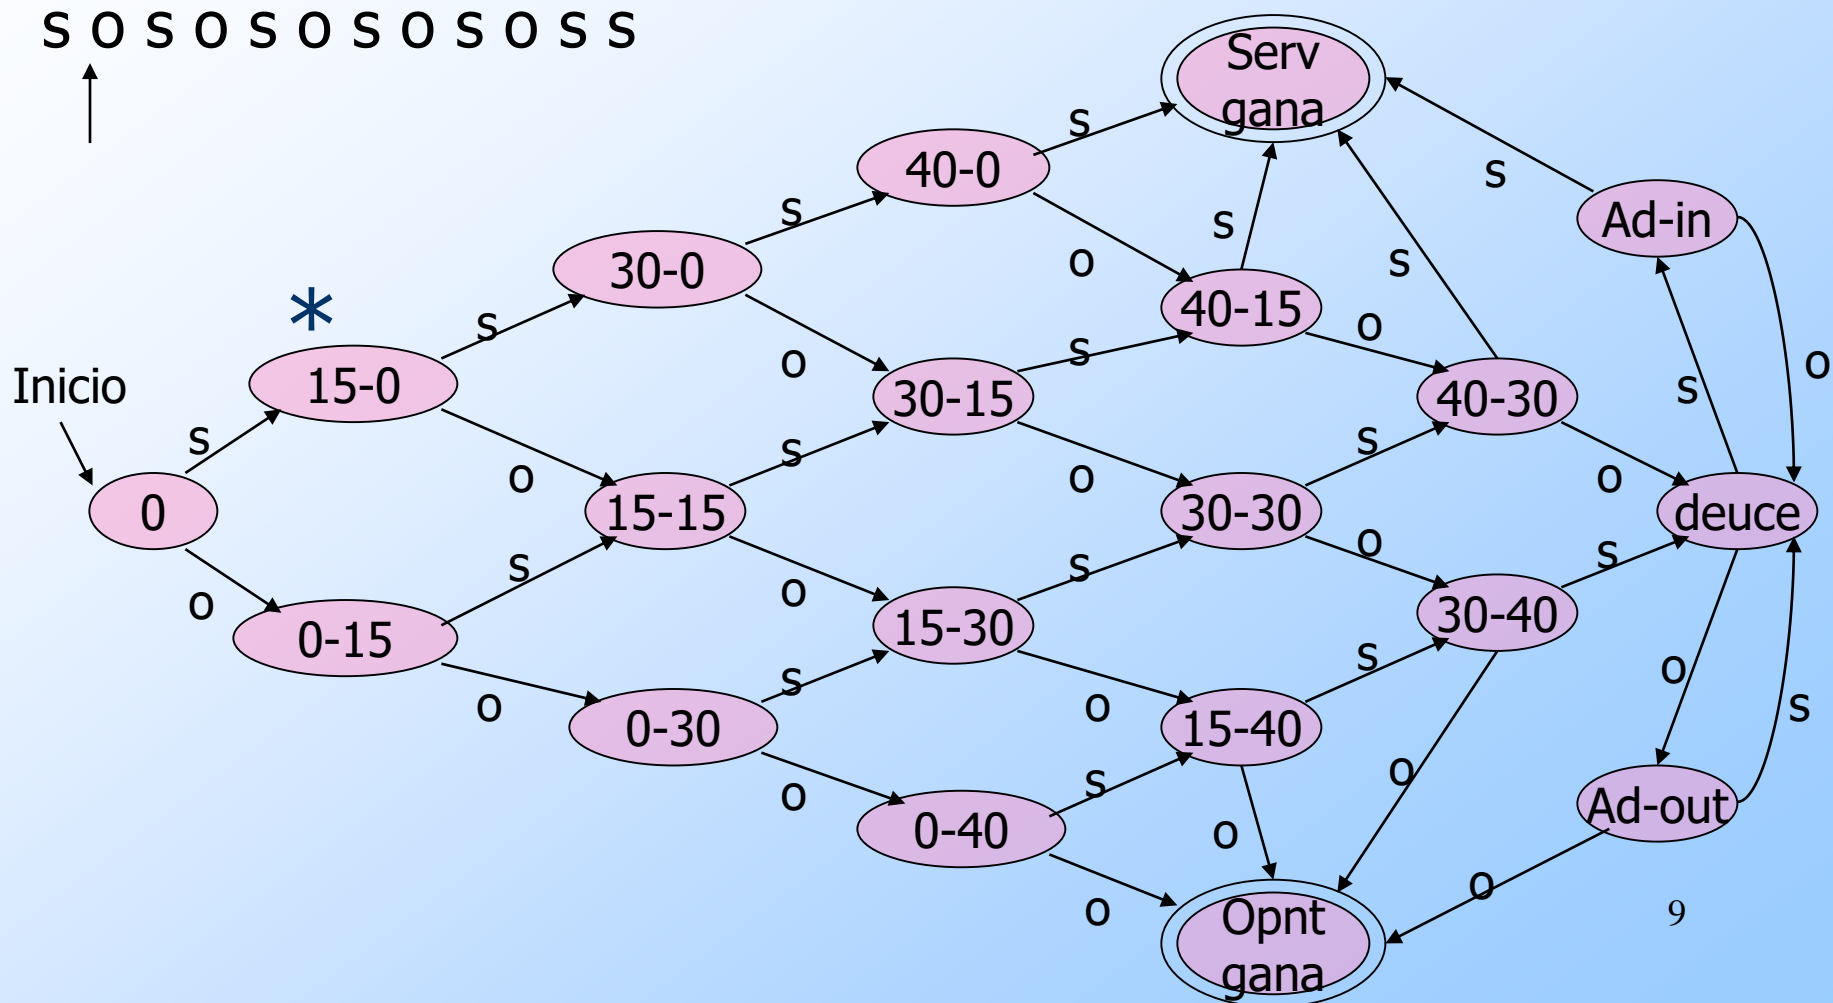 s o s o s o s o s o s s
Serv
gana
s
40-0
s
Ad-in
s
s
30-0
o
s
40-15
*
s
o
o
Inicio
15-0
o
s
30-15
40-30
s
s
o
s
s
0
15-15
o
30-30
o
deuce
s
o
s
s
o
0-15
o
15-30
30-40
s
s
o
o
0-30
o
15-40
s
s
o
o
Ad-out
0-40
o
o
o
Opnt
gana
9